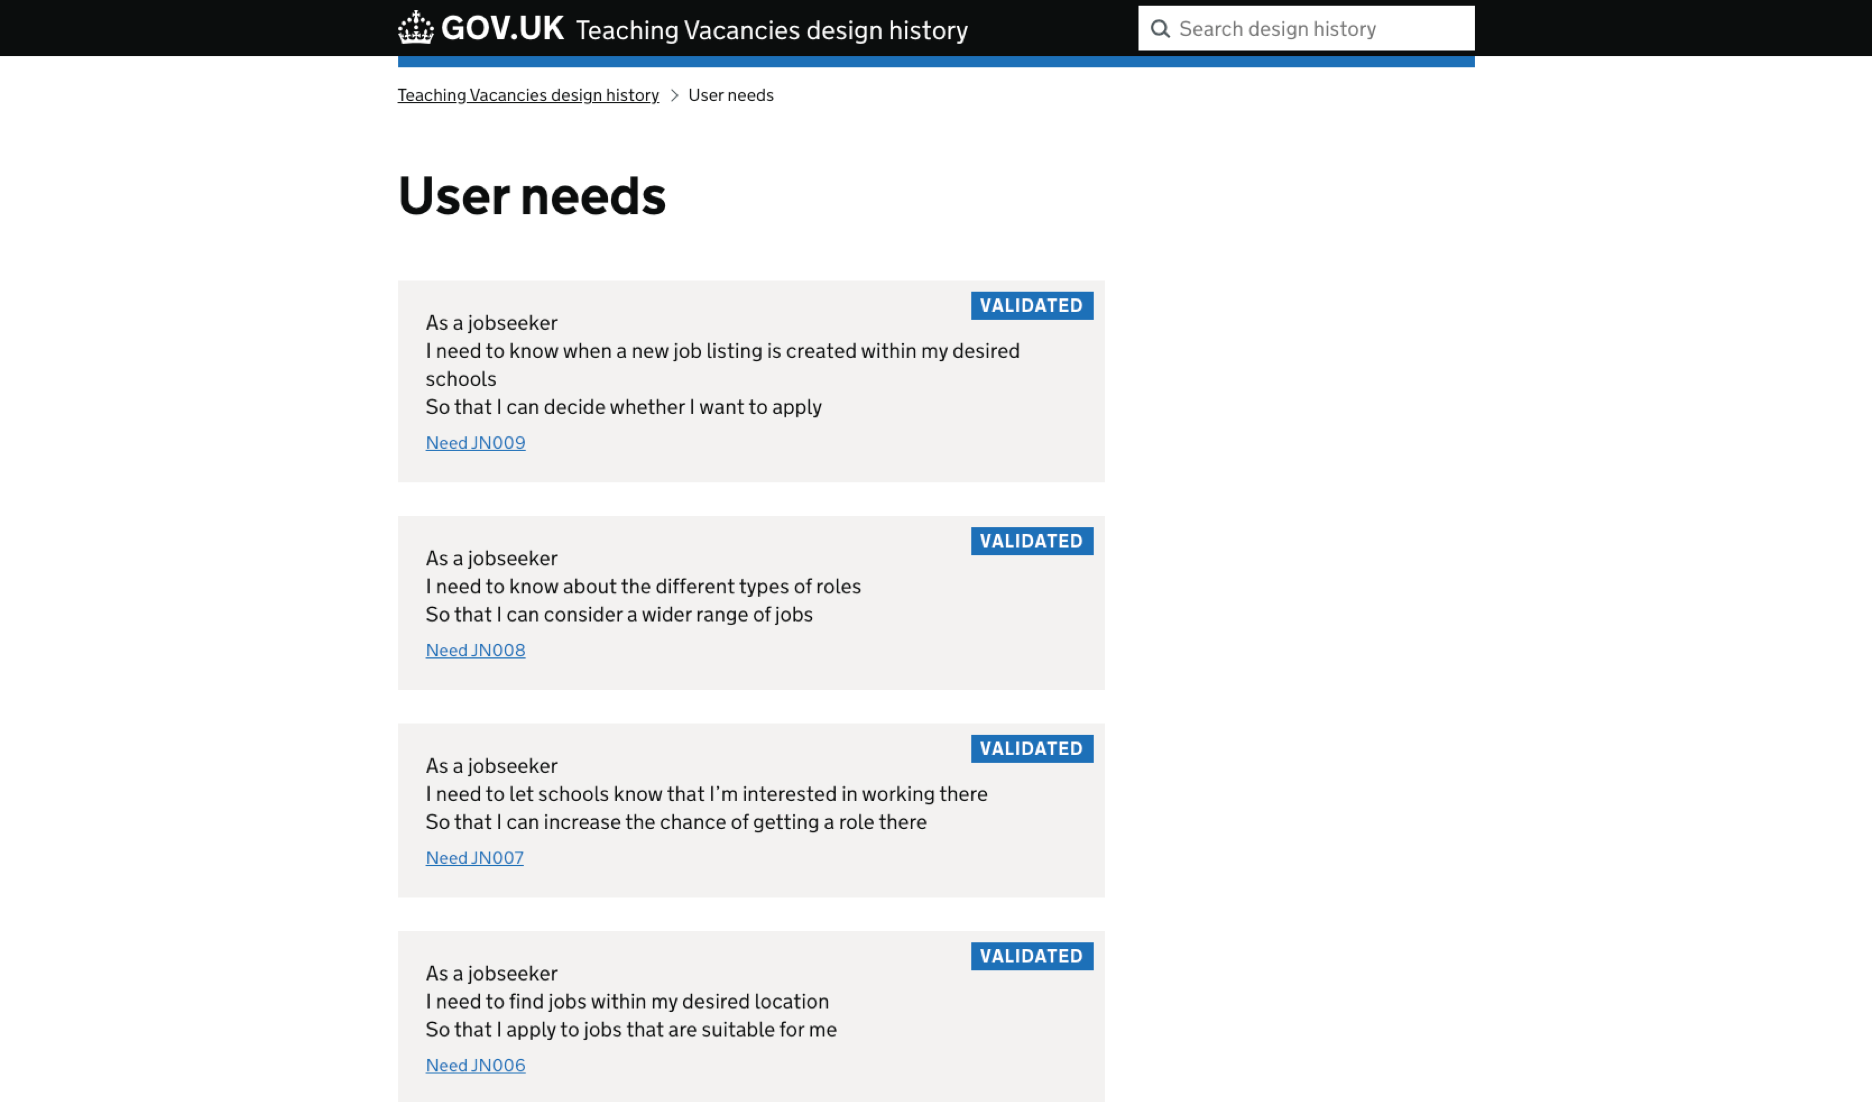 GOV.UK Teaching Vacancies design history
Search design history
Teaching Vacancies design history > User needs
User needs
VALIDATED
As a jobseeker
I need to know when a new job listing is created within my desired
schools
So that I can decide whether I want to apply
Need JN009
VALIDATED
As a jobseeker
I need to know about the different types of roles
So that I can consider a wider range of jobs
Need JN008
VALIDATED
As a jobseeker
I need to let schools know that I’m interested in working there
So that I can increase the chance of getting a role there
Need JN007
VALIDATED
As a jobseeker
I need to find jobs within my desired location
So that I apply to jobs that are suitable for me
Need JN006